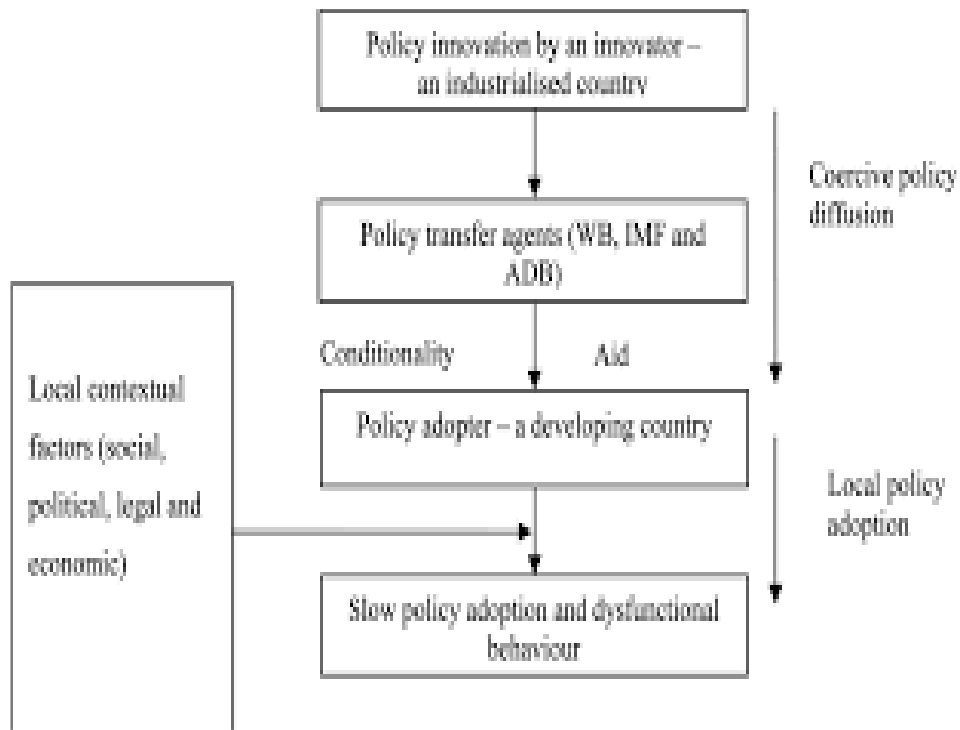 Policy innovation by an innovator –
an industrialised country
Coercive policy
diffusion
Policy transfer agents (WB, IMF and
ADB)
Conditionality
Aid
Local contextual
factors (social,
political, legal and
economic)
Policy adopter – a developing country
Local policy
adoption
Slow policy adoption and dysfunctional
behaviour